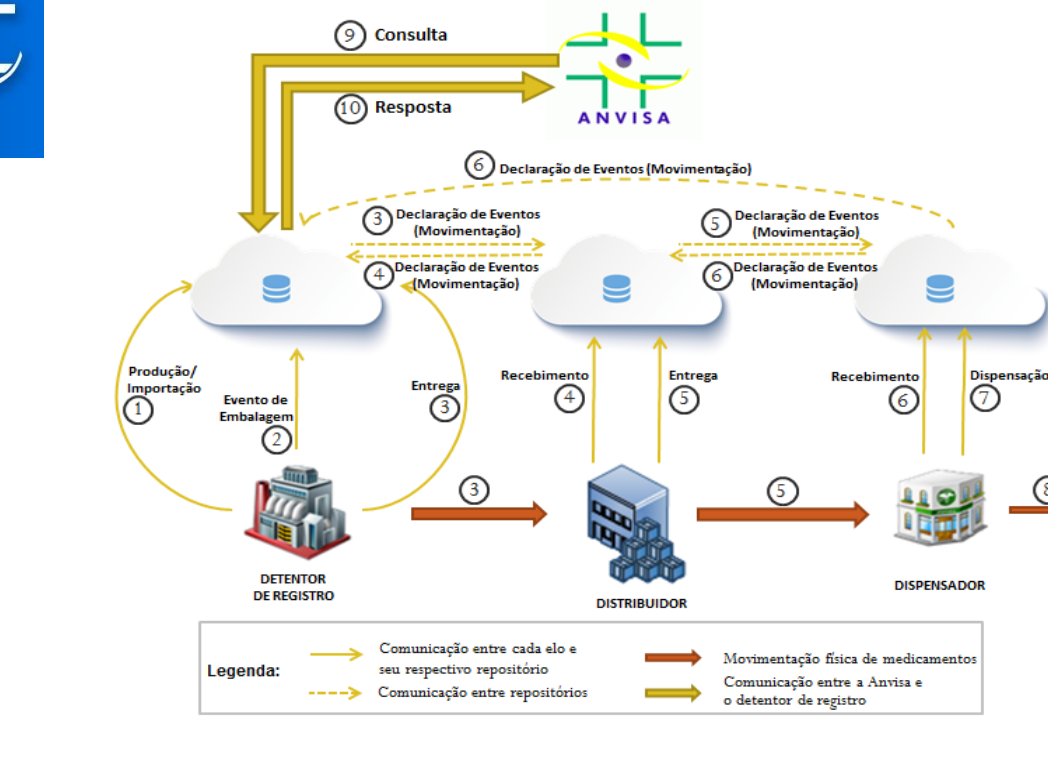 9 Consulta
10 Resposta
ANVISA
6 Declaração de Eventos (Movimentação)
3 Declaração de Eventos
(Movimentação)
5 Declaração de Eventos
(Movimentação)
4 Declaração de Eventos
(Movimentação)
6 Declaração de Eventos
(Movimentação)
Produção/
Importação
1
Evento de
Embalagem
2
Entrega
3
Recebimento
4
Entrega
5
Recebimento
6
Dispensação
7
3
5
8
DETENTOR
DE REGISTRO
DISTRIBUIDOR
DISPENSADOR
Legenda:
Comunicação entre cada elo e
seu respectivo repositório
Comunicação entre repositórios
Movimentação física de medicamentos
Comunicação entre a Anvisa e
o detentor de registro